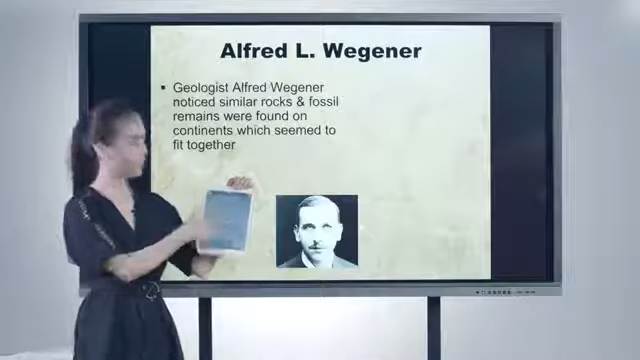 Alfred L. Wegener
▪ Geologist Alfred Wegener
noticed similar rocks & fossil
remains were found on
continents which seemed to
fit together